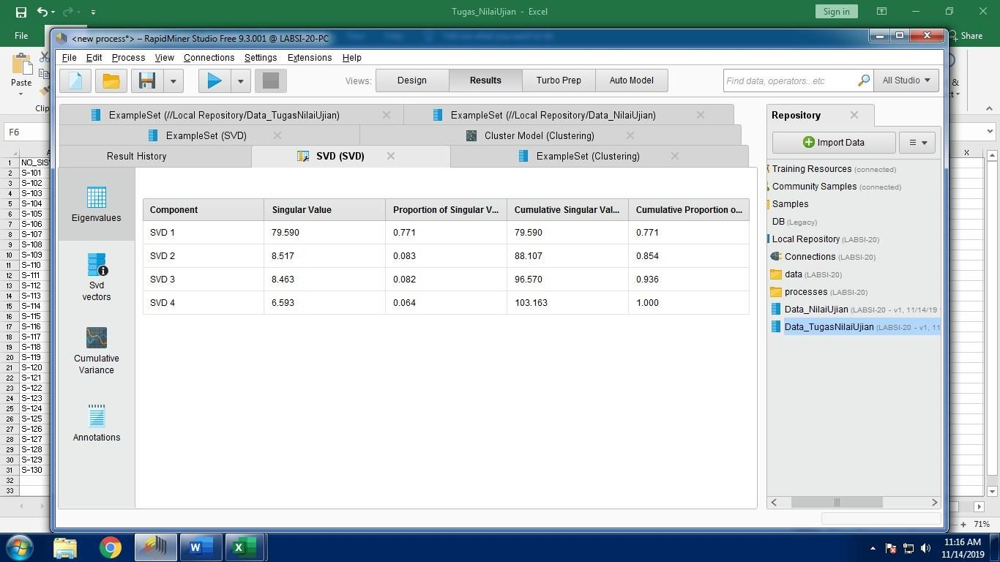 Tugas_NilaiUjian - Excel
Sign in
File
Tell me what you want to do
Share
<new process*> – RapidMiner Studio Free 9.3.001 @ LABSI-20-PC
File Edit Process View Connections Settings Extensions Help
Views: Design Results Turbo Prep Auto Model
Find data, operators...etc
All Studio
Paste
Clip
F6
ExampleSet (//Local Repository/Data_TugasNilaiUjian)
ExampleSet (//Local Repository/Data_NilaiUjian)
ExampleSet (SVD)
Cluster Model (Clustering)
Result History
SVD (SVD)
ExampleSet (Clustering)
Eigenvalues
Svd
vectors
Cumulative
Variance
Annotations
Component Singular Value Proportion of Singular V... Cumulative Singular Val... Cumulative Proportion o...
SVD 1 79.590 0.771 79.590 0.771
SVD 2 8.517 0.083 88.107 0.854
SVD 3 8.463 0.082 96.570 0.936
SVD 4 6.593 0.064 103.163 1.000
Repository
Import Data
Training Resources (connected)
Community Samples (connected)
Samples
DB (Legacy)
Local Repository (LABSI-20)
Connections (LABSI-20)
data (LABSI-20)
processes (LABSI-20)
Data_NilaiUjian (LABSI-20 - v1, 11/14/19
Data_TugasNilaiUjian (LABSI-20 - v1, 11
X
1 NO_SIS
2 S-101
3 S-102
4 S-103
5 S-104
6 S-105
7 S-106
8 S-107
9 S-108
10 S-109
11 S-110
12 S-111
13 S-112
14 S-113
15 S-114
16 S-115
17 S-116
18 S-117
19 S-118
20 S-119
21 S-120
22 S-121
23 S-122
24 S-123
25 S-124
26 S-125
27 S-126
28 S-127
29 S-128
30 S-129
31 S-130
32
33
71%
11:16 AM
11/14/2019